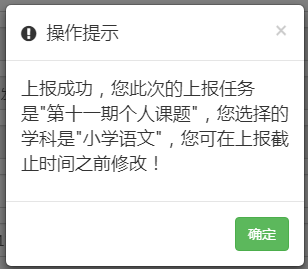 操作提示
×
上报成功，您此次的上报任务
是"第十一期个人课题"，您选择的
学科是"小学语文"，您可在上报截
止时间之前修改！
确定